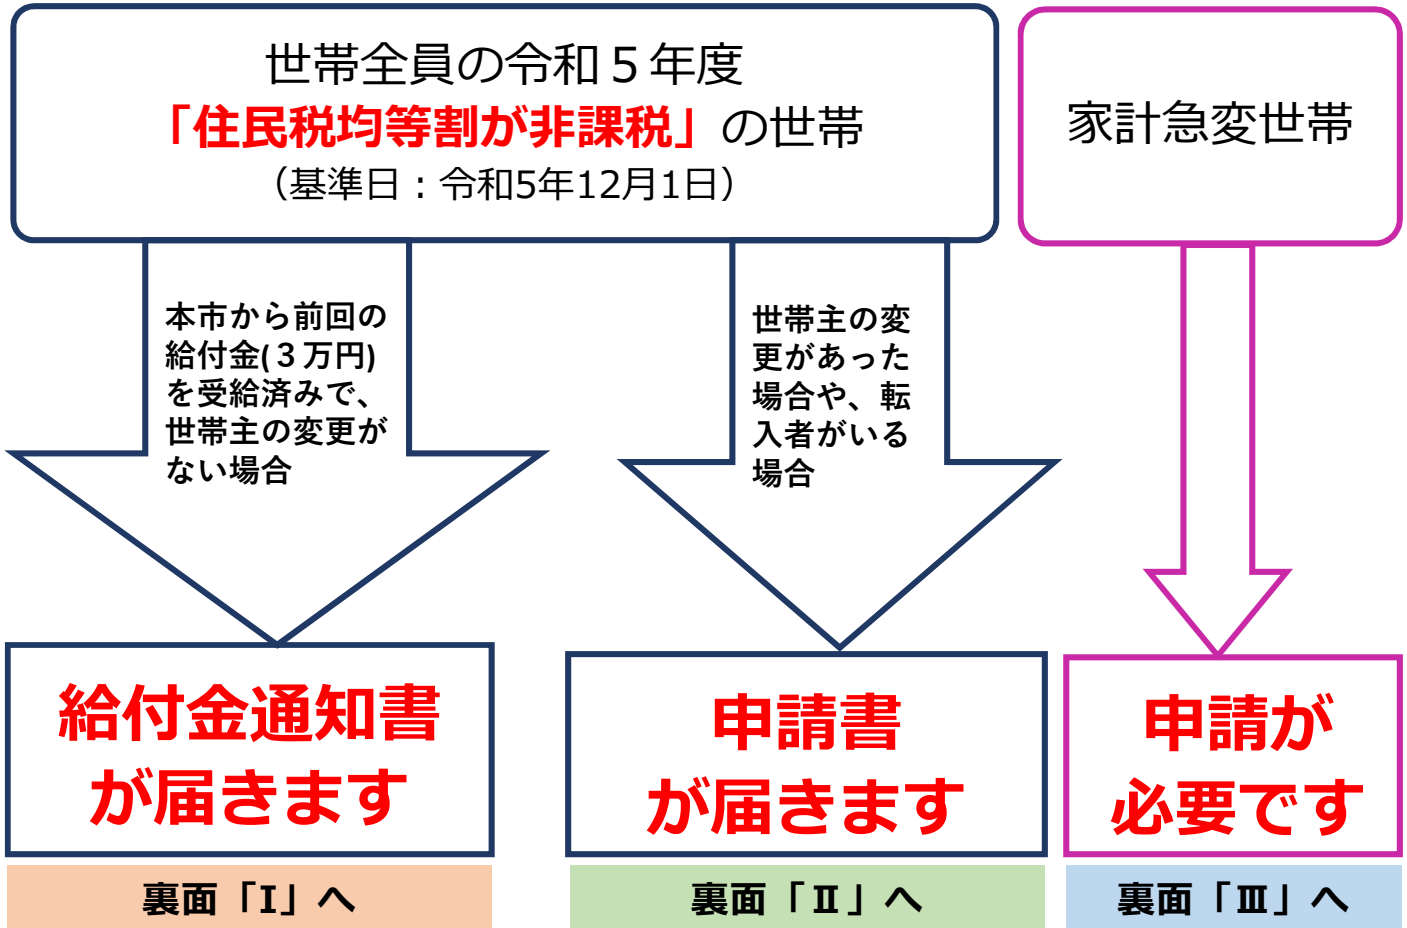 世帯全員の令和５年度
「住民税均等割が非課税」の世帯
（基準日：令和5年12月1日）
家計急変世帯
本市から前回の
給付金(３万円)
を受給済みで、
世帯主の変更が
ない場合
世帯主の変
更があった
場合や、転
入者がいる
場合
給付金通知書
が届きます
申請書
が届きます
申請が
必要です
裏面「Ⅰ」へ
裏面「Ⅱ」へ
裏面「Ⅲ」へ